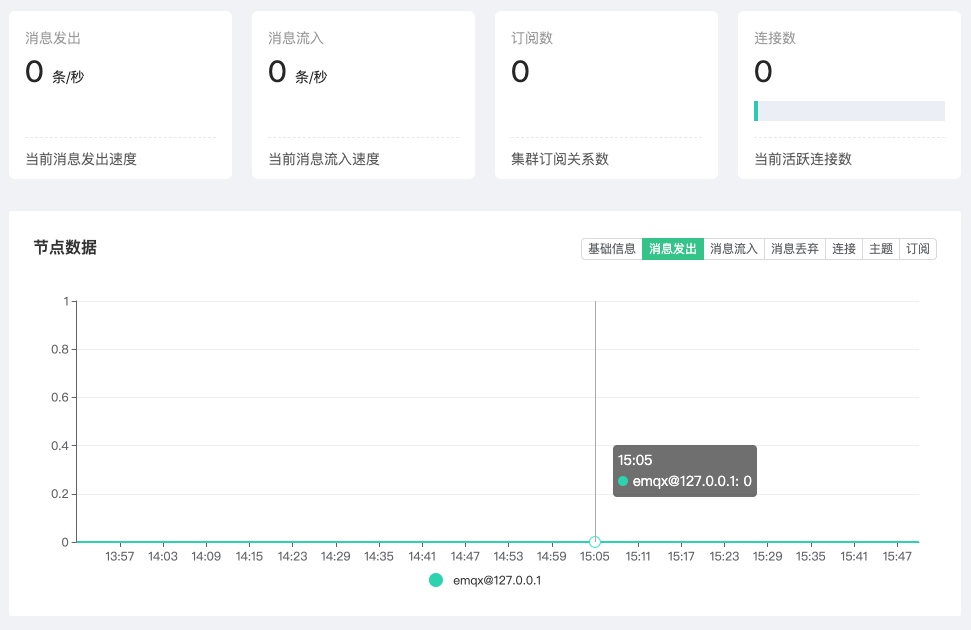 消息发出
0 条/秒
当前消息发出速度
消息流入
0 条/秒
当前消息流入速度
订阅数
0
集群订阅关系数
连接数
0
当前活跃连接数
节点数据
基础信息 消息发出 消息流入 消息丢弃 连接 主题 订阅
1
0.8
0.6
0.4
0.2
0
15:05
emqx@127.0.0.1: 0
13:57 14:03 14:09 14:15 14:23 14:29 14:35 14:41 14:47 14:53 14:59 15:05 15:11 15:17 15:23 15:29 15:35 15:41 15:47
emqx@127.0.0.1